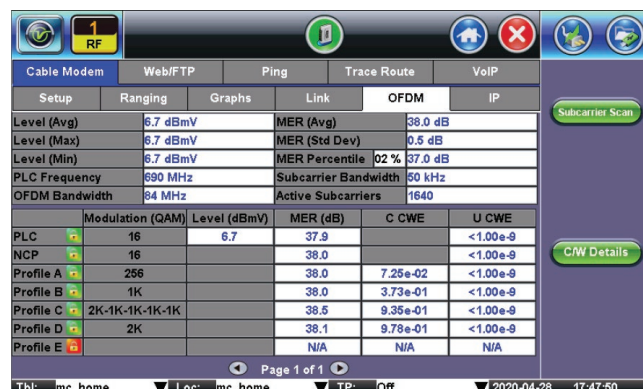 1
RF
Cable Modem Web/FTP Ping Trace Route VoIP
Setup Ranging Graphs Link OFDM IP
Subcarrier Scan
Level (Avg) 6.7 dBmV MER (Avg) 38.0 dB
Level (Max) 6.7 dBmV MER (Std Dev) 0.5 dB
Level (Min) 6.7 dBmV MER Percentile 02 % 37.0 dB
PLC Frequency 690 MHz Subcarrier Bandwidth 50 kHz
OFDM Bandwidth 84 MHz Active Subcarriers 1640
Modulation (QAM) Level (dBmV) MER (dB) C CWE U CWE
PLC 16 6.7 37.9 <1.00e-9
NCP 16 38.0 <1.00e-9
C/W Details
Profile A 256 38.0 7.25e-02 <1.00e-9
Profile B 1K 38.0 3.73e-01 <1.00e-9
Profile C 2K-1K-1K-1K-1K 38.5 9.35e-01 <1.00e-9
Profile D 2K 38.1 9.78e-01 <1.00e-9
Profile E N/A N/A N/A
Page 1 of 1
Tbl: mc_home Loc: mc_home TP: Off 2020-04-28 17:47:50